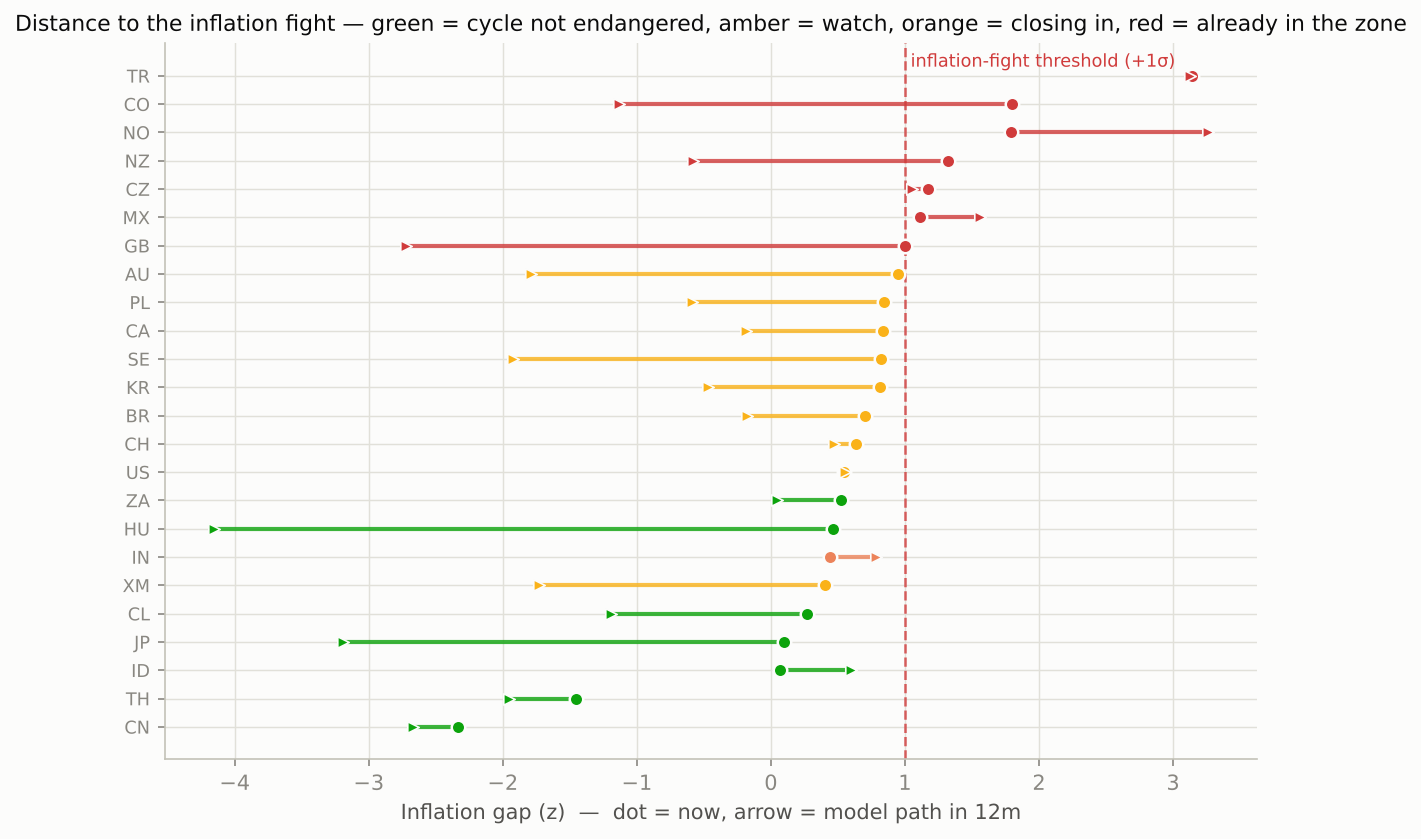 Distance to the inflation fight — green = cycle not endangered, amber = watch, orange = closing in, red = already in the zone
inflation-fight threshold (+1σ)
TR
CO
NO
NZ
CZ
MX
GB
AU
PL
CA
SE
KR
BR
CH
US
ZA
HU
IN
XM
CL
JP
ID
TH
CN
−4 −3 −2 −1 0 1 2 3
Inflation gap (z) — dot = now, arrow = model path in 12m